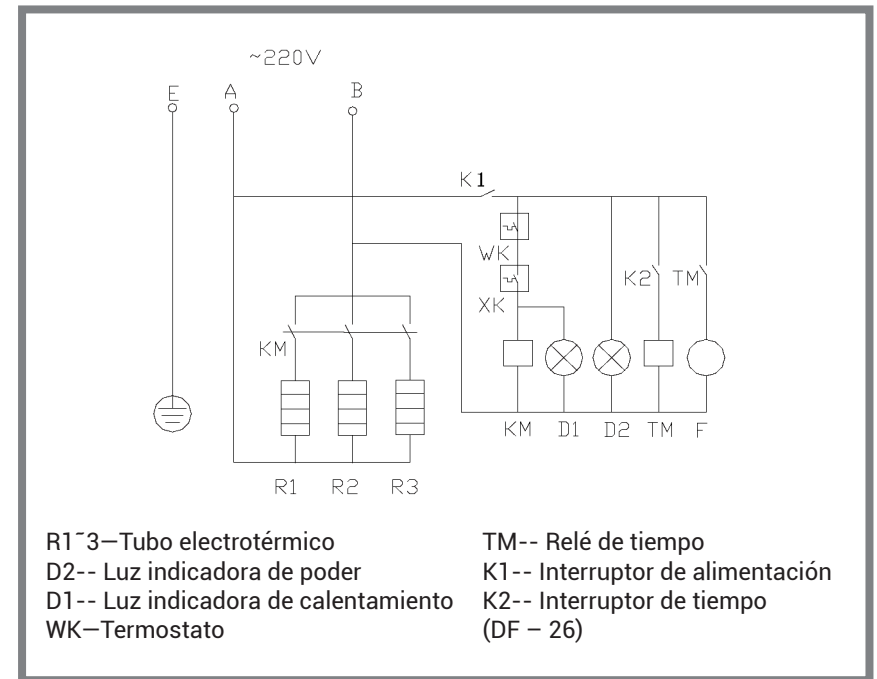 ~220V
E A B
K1
WK
K2 TM
XK
KM
KM D1 D2 TM F
R1 R2 R3
R1˜3—Tubo electrotérmico
D2-- Luz indicadora de poder
D1-- Luz indicadora de calentamiento
WK—Termostato
TM-- Relé de tiempo
K1-- Interruptor de alimentación
K2-- Interruptor de tiempo
(DF – 26)